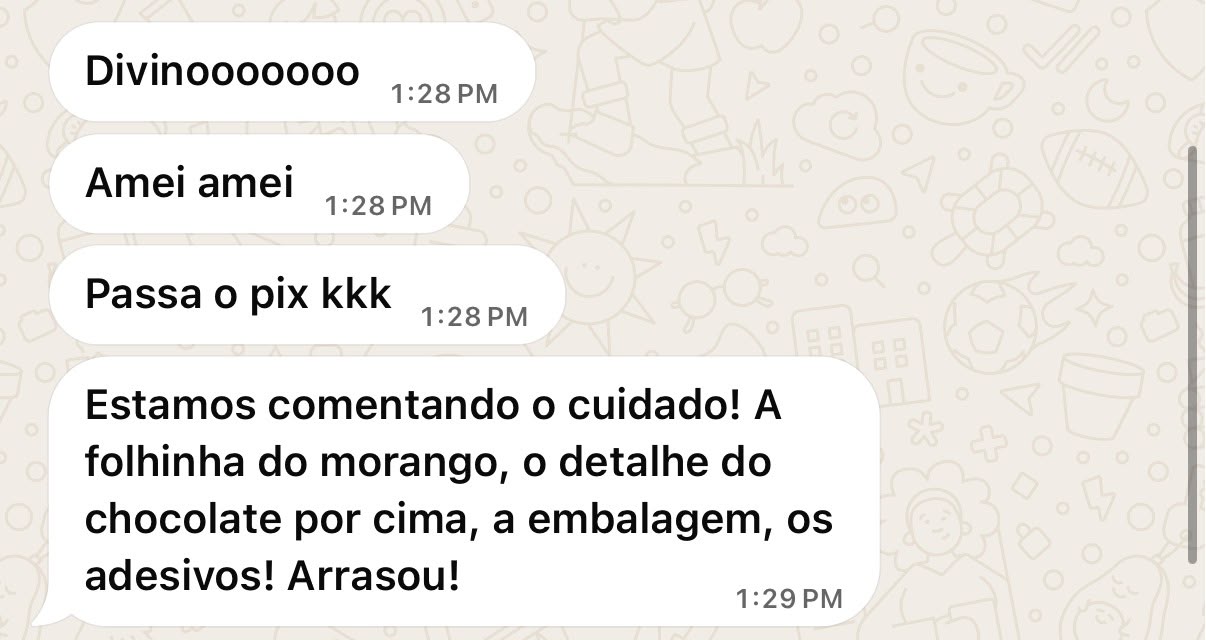 Divinooooooo 1:28 PM
Amei amei 1:28 PM
Passa o pix kkk 1:28 PM
Estamos comentando o cuidado! A
folhinha do morango, o detalhe do
chocolate por cima, a embalagem, os
adesivos! Arrasou! 1:29 PM